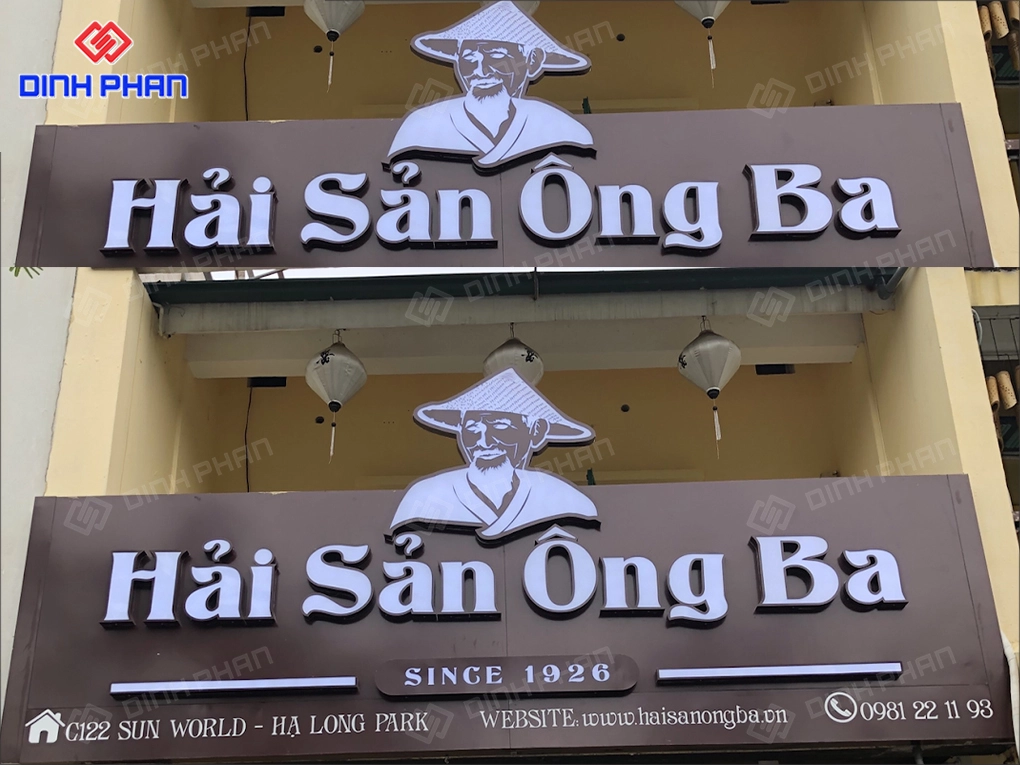 DINH PHAN
Hải Sản Ông Ba
Hải Sản Ông Ba
SINCE 1926
C122 SUN WORLD - HẠ LONG PARK WEBSITE: www.haisanongba.vn 0981 22 11 93